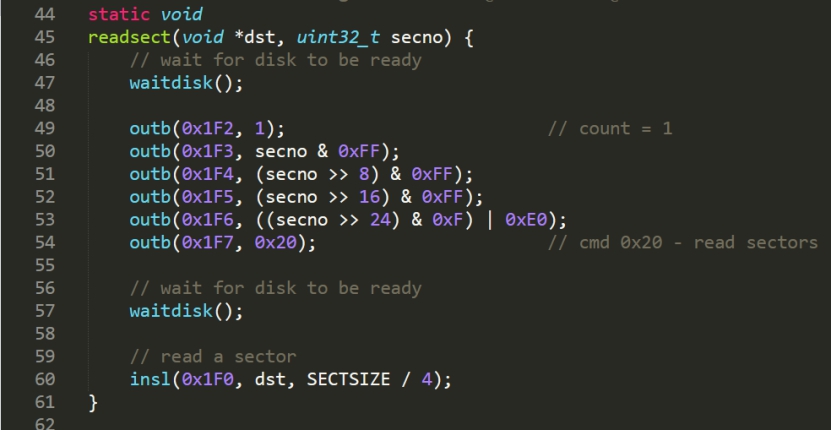 44 static void
45 readsect(void *dst, uint32_t secno) {
46     // wait for disk to be ready
47     waitdisk();
48
49     outb(0x1F2, 1);                         // count = 1
50     outb(0x1F3, secno & 0xFF);
51     outb(0x1F4, (secno >> 8) & 0xFF);
52     outb(0x1F5, (secno >> 16) & 0xFF);
53     outb(0x1F6, ((secno >> 24) & 0xF) | 0xE0);
54     outb(0x1F7, 0x20);                      // cmd 0x20 - read sectors
55
56     // wait for disk to be ready
57     waitdisk();
58
59     // read a sector
60     insl(0x1F0, dst, SECTSIZE / 4);
61 }
62